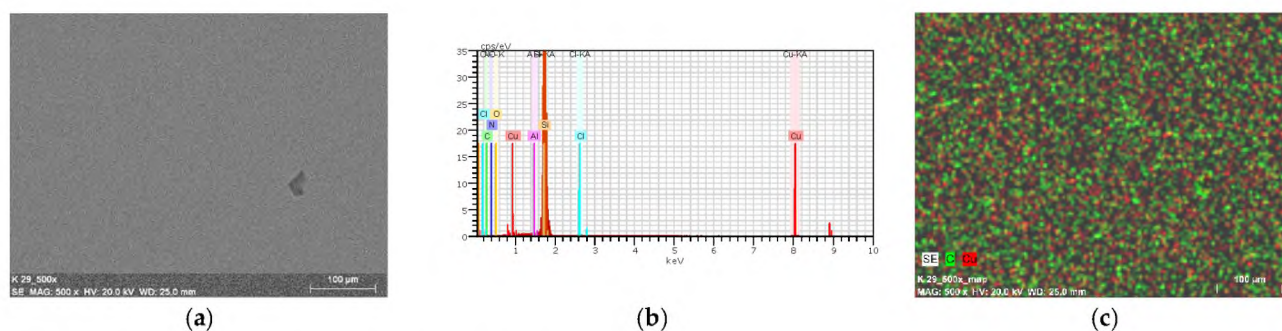 K 29_500x
SE MAG: 500 x HV: 20.0 kV WD: 25.0 mm
100 µm
(a)
cps/eV
35
30
25
20
15
10
5
0
Cl-KA
Cu-KA
Cl O
N
C Cu Al Si Cl Cu
1 2 3 4 5 6 7 8 9 10
keV
(b)
SE Cl Cu
K 29_500x_map
SE MAG: 500 x HV: 20.0 kV WD: 25.0 mm
100 µm
(c)